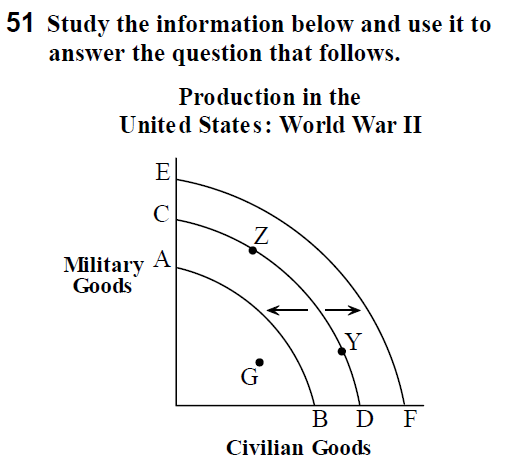 51 Study the information below and use it to
answer the question that follows.
Production in the
United States: World War II
E
C
Z
Military A
Goods
Y
G
B D F
Civilian Goods